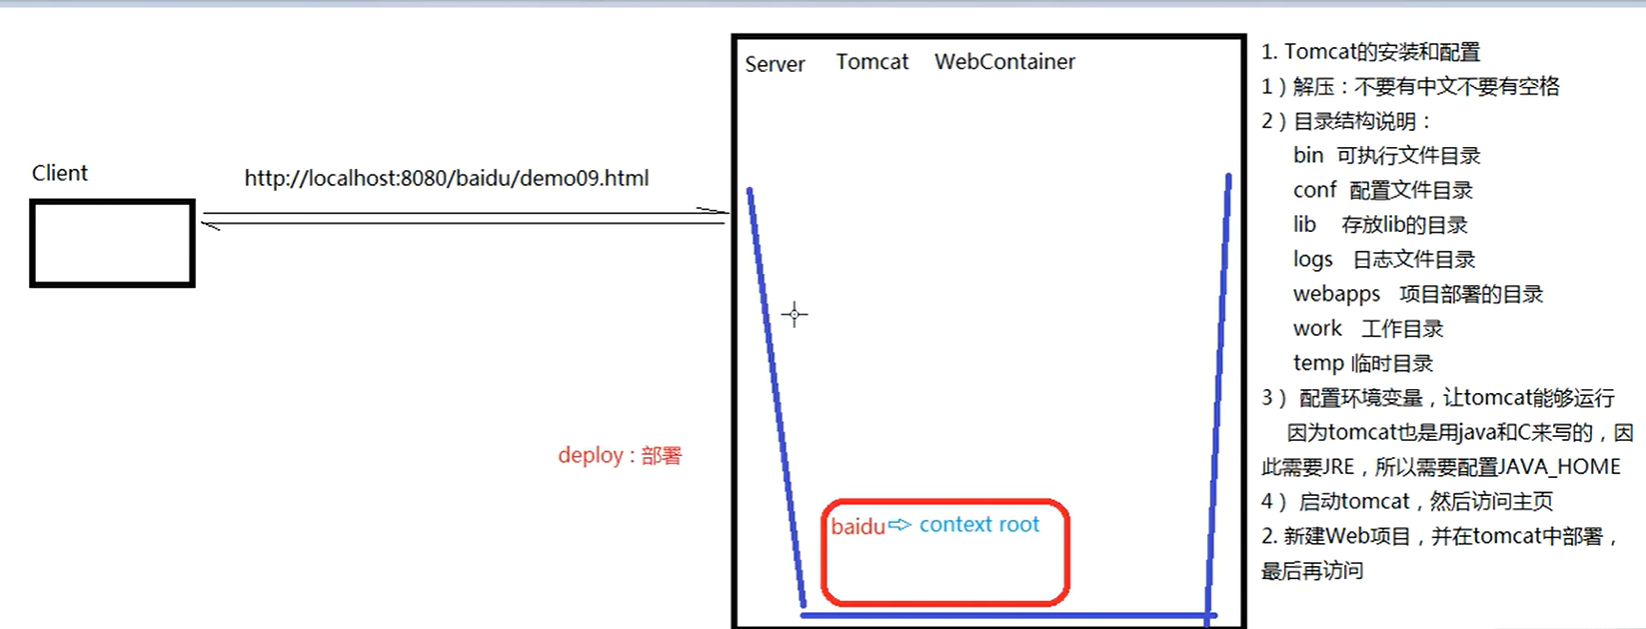 Server Tomcat WebContainer
Client
http://localhost:8080/baidu/demo09.html
deploy : 部署
baidu⇨ context root
1. Tomcat的安装和配置
1）解压：不要有中文不要有空格
2）目录结构说明：
bin 可执行文件目录
conf 配置文件目录
lib 存放lib的目录
logs 日志文件目录
webapps 项目部署的目录
work 工作目录
temp 临时目录
3） 配置环境变量，让tomcat能够运行
因为tomcat也是用java和C来写的，因
此需要JRE，所以需要配置JAVA_HOME
4） 启动tomcat，然后访问主页
2. 新建Web项目，并在tomcat中部署，
最后再访问